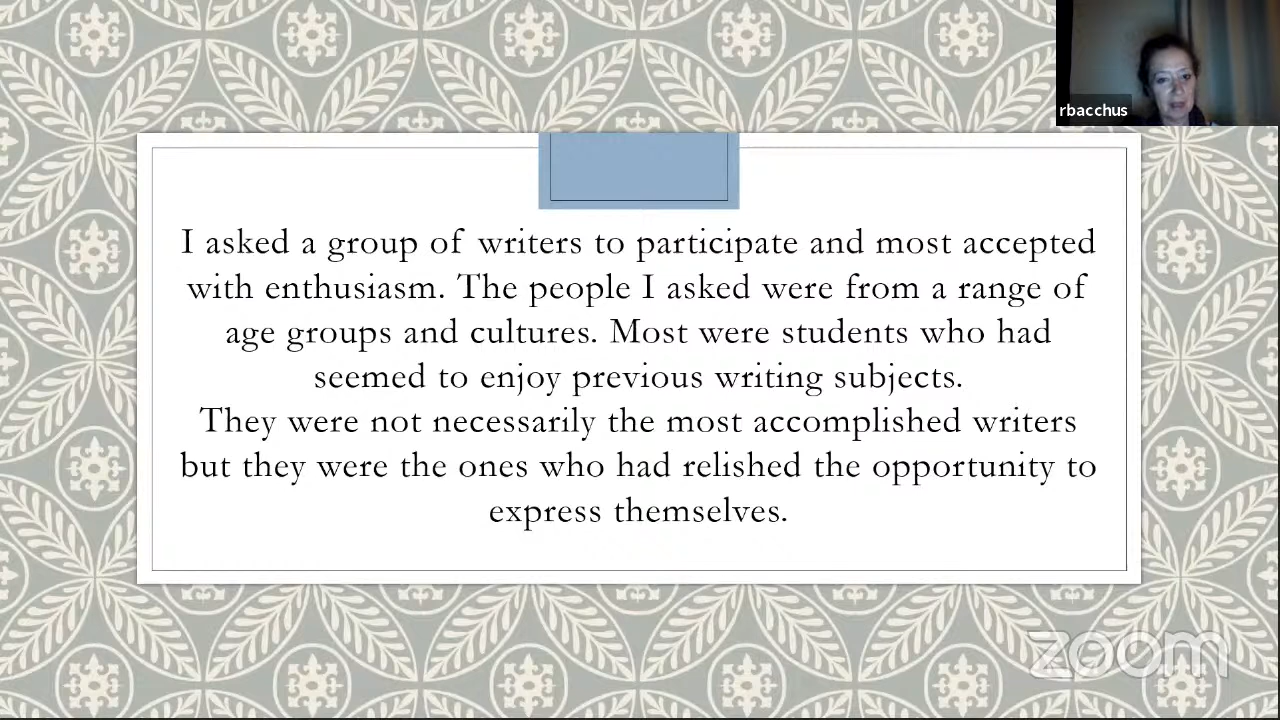 rbacchus
I asked a group of writers to participate and most accepted
with enthusiasm. The people I asked were from a range of
age groups and cultures. Most were students who had
seemed to enjoy previous writing subjects.
They were not necessarily the most accomplished writers
but they were the ones who had relished the opportunity to
express themselves.
zoom